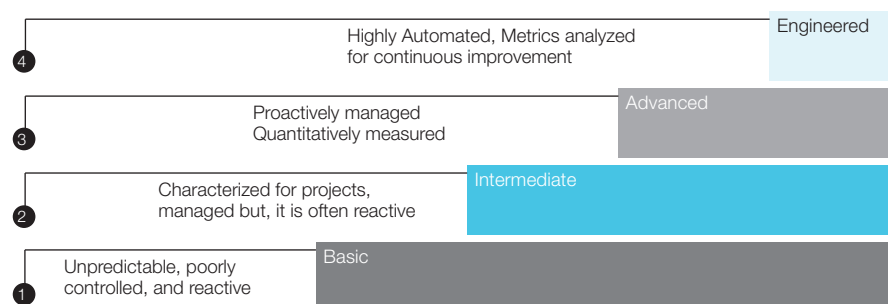 Engineered
Highly Automated, Metrics analyzed
for continuous improvement
4
Advanced
Proactively managed
Quantitatively measured
3
Intermediate
Characterized for projects,
managed but, it is often reactive
2
Basic
Unpredictable, poorly
controlled, and reactive
1